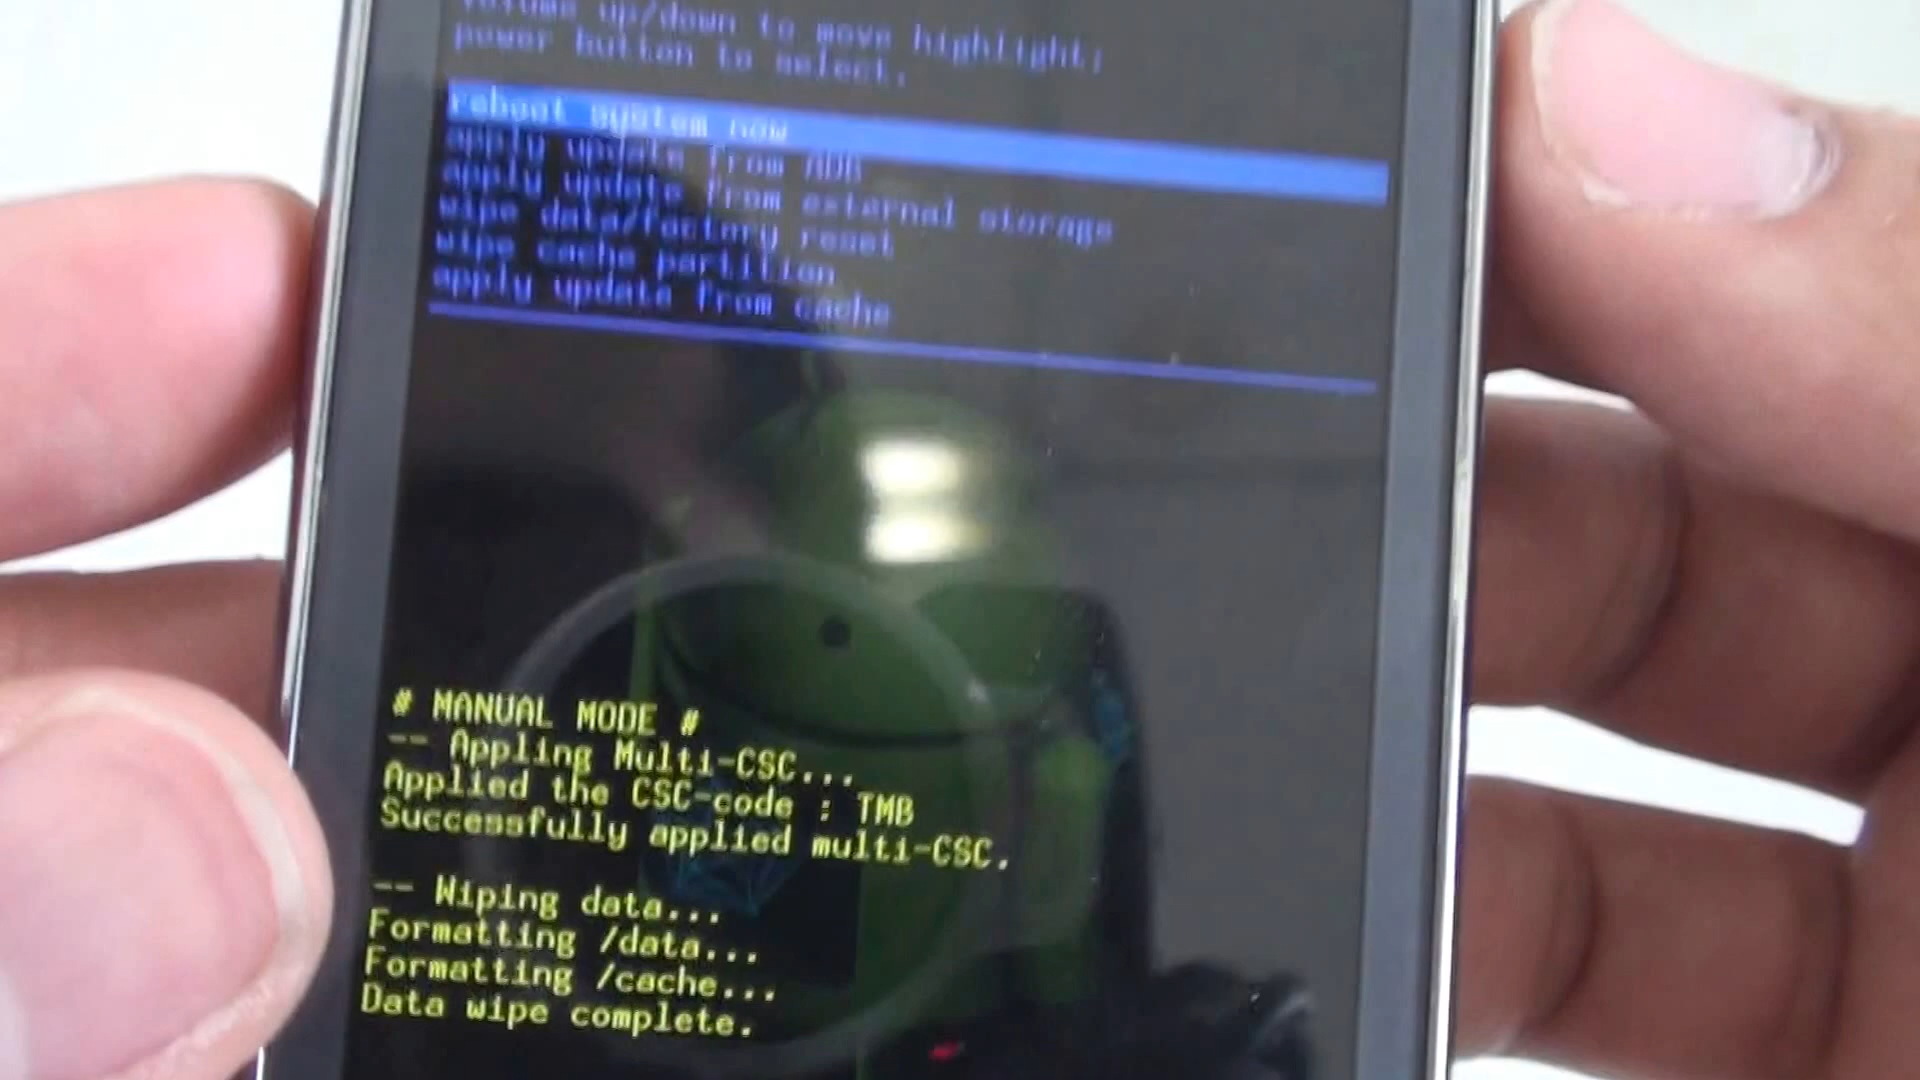 volume up/down to move highlight;
power button to select.
reboot system now
apply update from ADB
apply update from external storage
wipe data/factory reset
wipe cache partition
apply update from cache
# MANUAL MODE #
-- Appling Multi-CSC...
Applied the CSC-code : TMB
Successfully applied multi-CSC.
-- Wiping data...
Formatting /data...
Formatting /cache...
Data wipe complete.